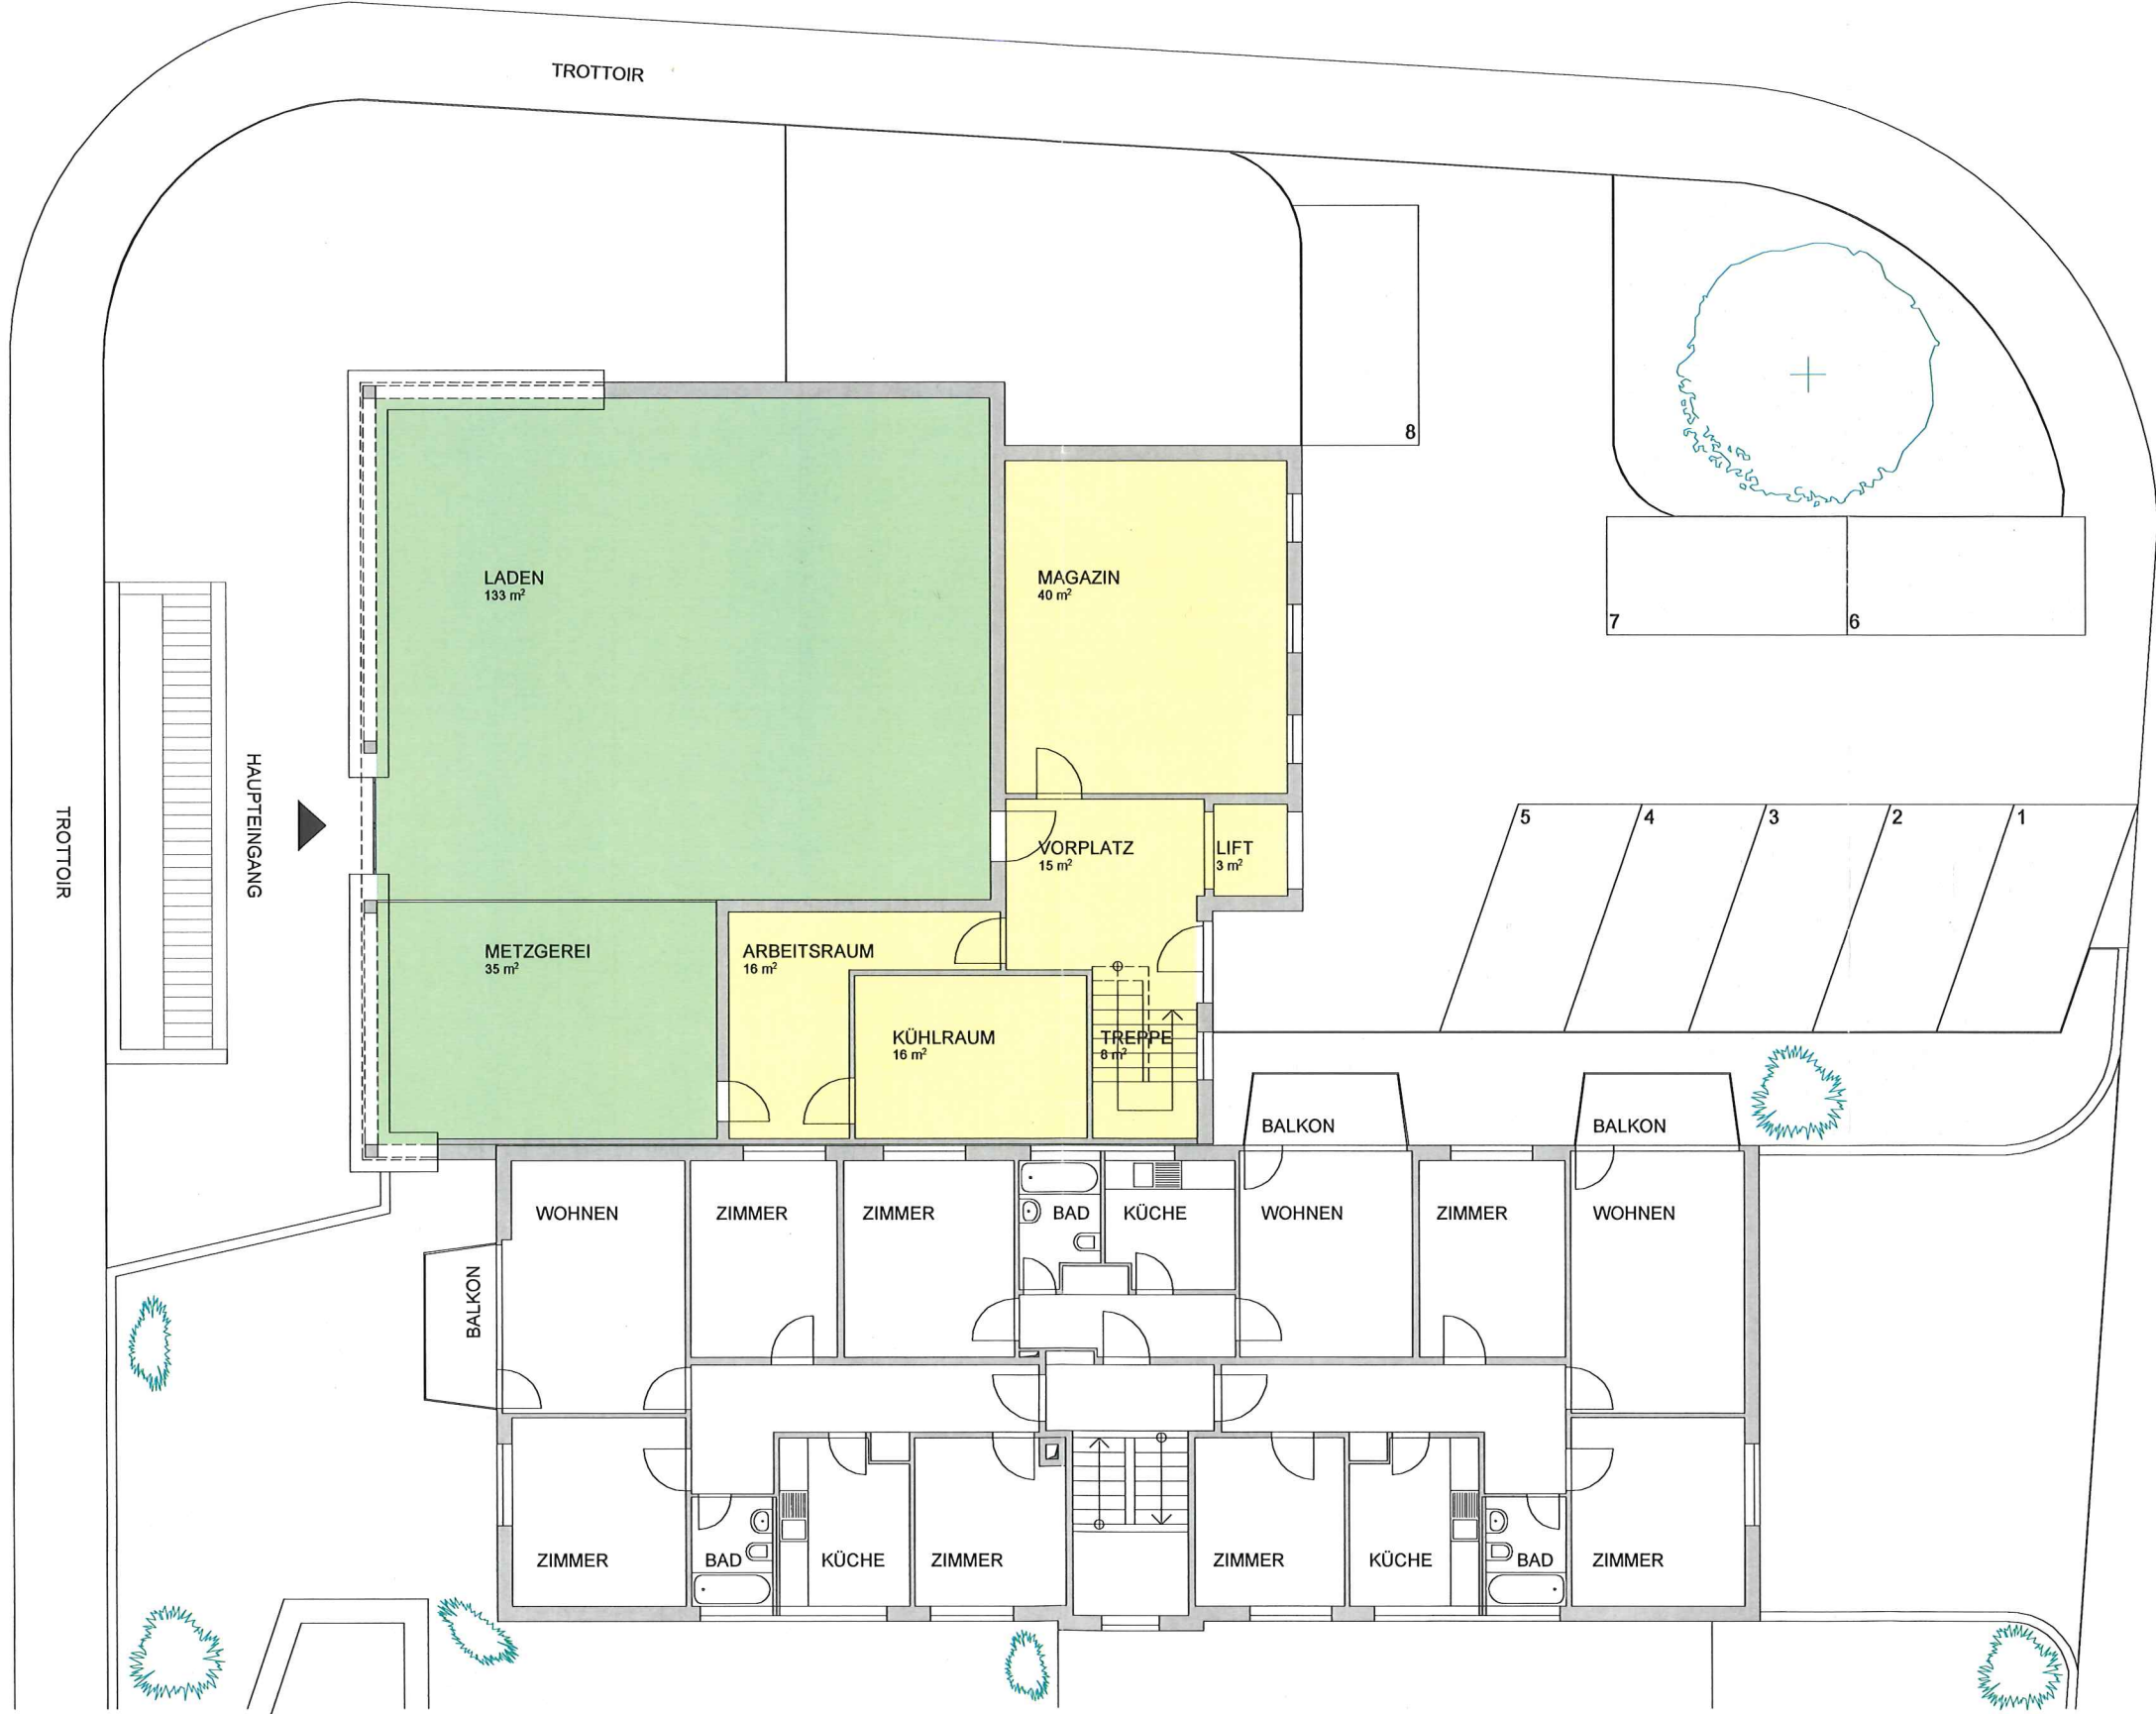 TROTTOIR
8
LADEN
133 m²
MAGAZIN
40 m²
7
6
HAUPTEINGANG
TROTTOIR
5
4
3
2
1
VORPLATZ
15 m²
LIFT
3 m²
METZGEREI
35 m²
ARBEITSRAUM
16 m²
KÜHLRAUM
16 m²
TREPPE
8 m²
BALKON
BALKON
WOHNEN
ZIMMER
ZIMMER
BAD
KÜCHE
WOHNEN
ZIMMER
WOHNEN
BALKON
ZIMMER
BAD
KÜCHE
ZIMMER
ZIMMER
KÜCHE
BAD
ZIMMER